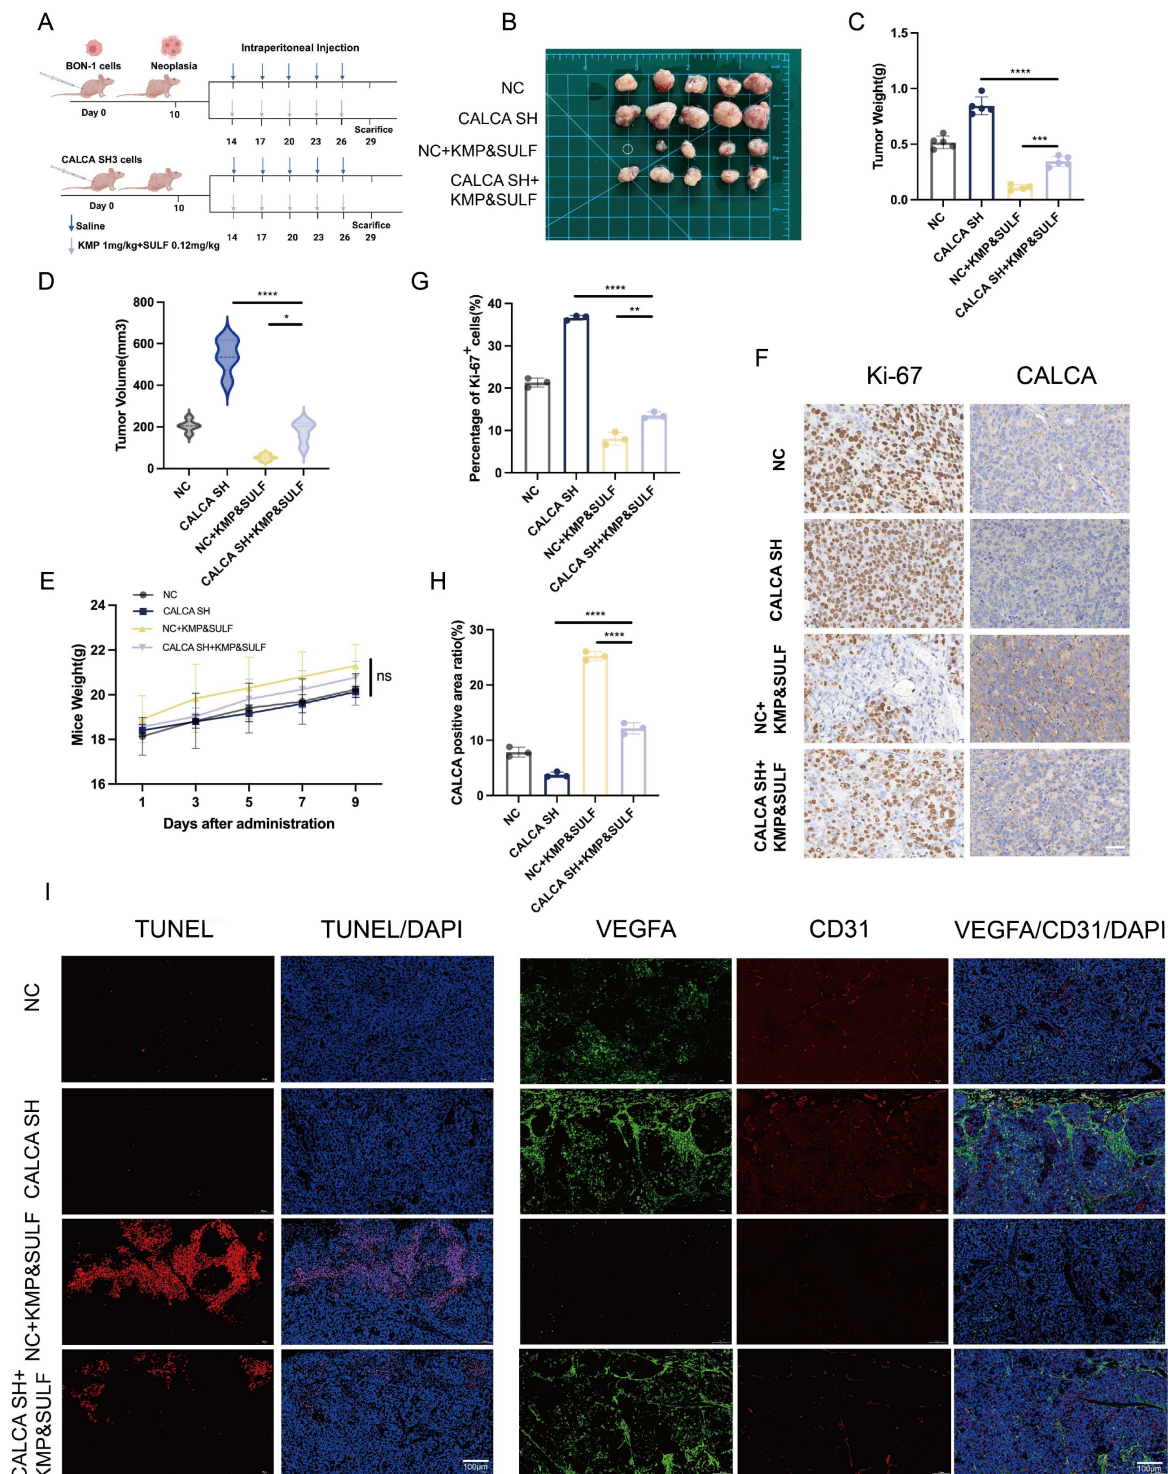 A
BON-1 cells
Neoplasia
Intraperitoneal Injection
Day 0
10
14 17 20 23 26 29
Scarifice
CALCA SH3 cells
Day 0
10
14 17 20 23 26 29
Scarifice
Saline
KMP 1mg/kg+SULF 0.12mg/kg
B
NC
CALCA SH
NC+KMP&SULF
CALCA SH+
KMP&SULF
C
Tumor Weight(g)
1.5
1.0
0.5
0.0
****
***
NC
CALCA SH
NC+KMP&SULF
CALCA SH+KMP&SULF
D
Tumor Volume(mm3)
800
600
400
200
0
****
*
NC
CALCA SH
NC+KMP&SULF
CALCA SH+KMP&SULF
G
Percentage of Ki-67+ cells(%)
40
30
20
10
0
****
**
NC
CALCA SH
NC+KMP&SULF
CALCA SH+KMP&SULF
F
Ki-67
CALCA
NC
CALCA SH
NC+
KMP&SULF
CALCA SH+
KMP&SULF
E
NC
CALCA SH
NC+KMP&SULF
CALCA SH+KMP&SULF
Mice Weight(g)
24
22
20
18
16
ns
1 3 5 7 9
Days after administration
H
CALCA positive area ratio(%)
30
20
10
0
****
****
NC
CALCA SH
NC+KMP&SULF
CALCA SH+KMP&SULF
I
TUNEL
TUNEL/DAPI
VEGFA
CD31
VEGFA/CD31/DAPI
NC
CALCA SH
NC+KMP&SULF
CALCA SH+
KMP&SULF
100μm
100μm